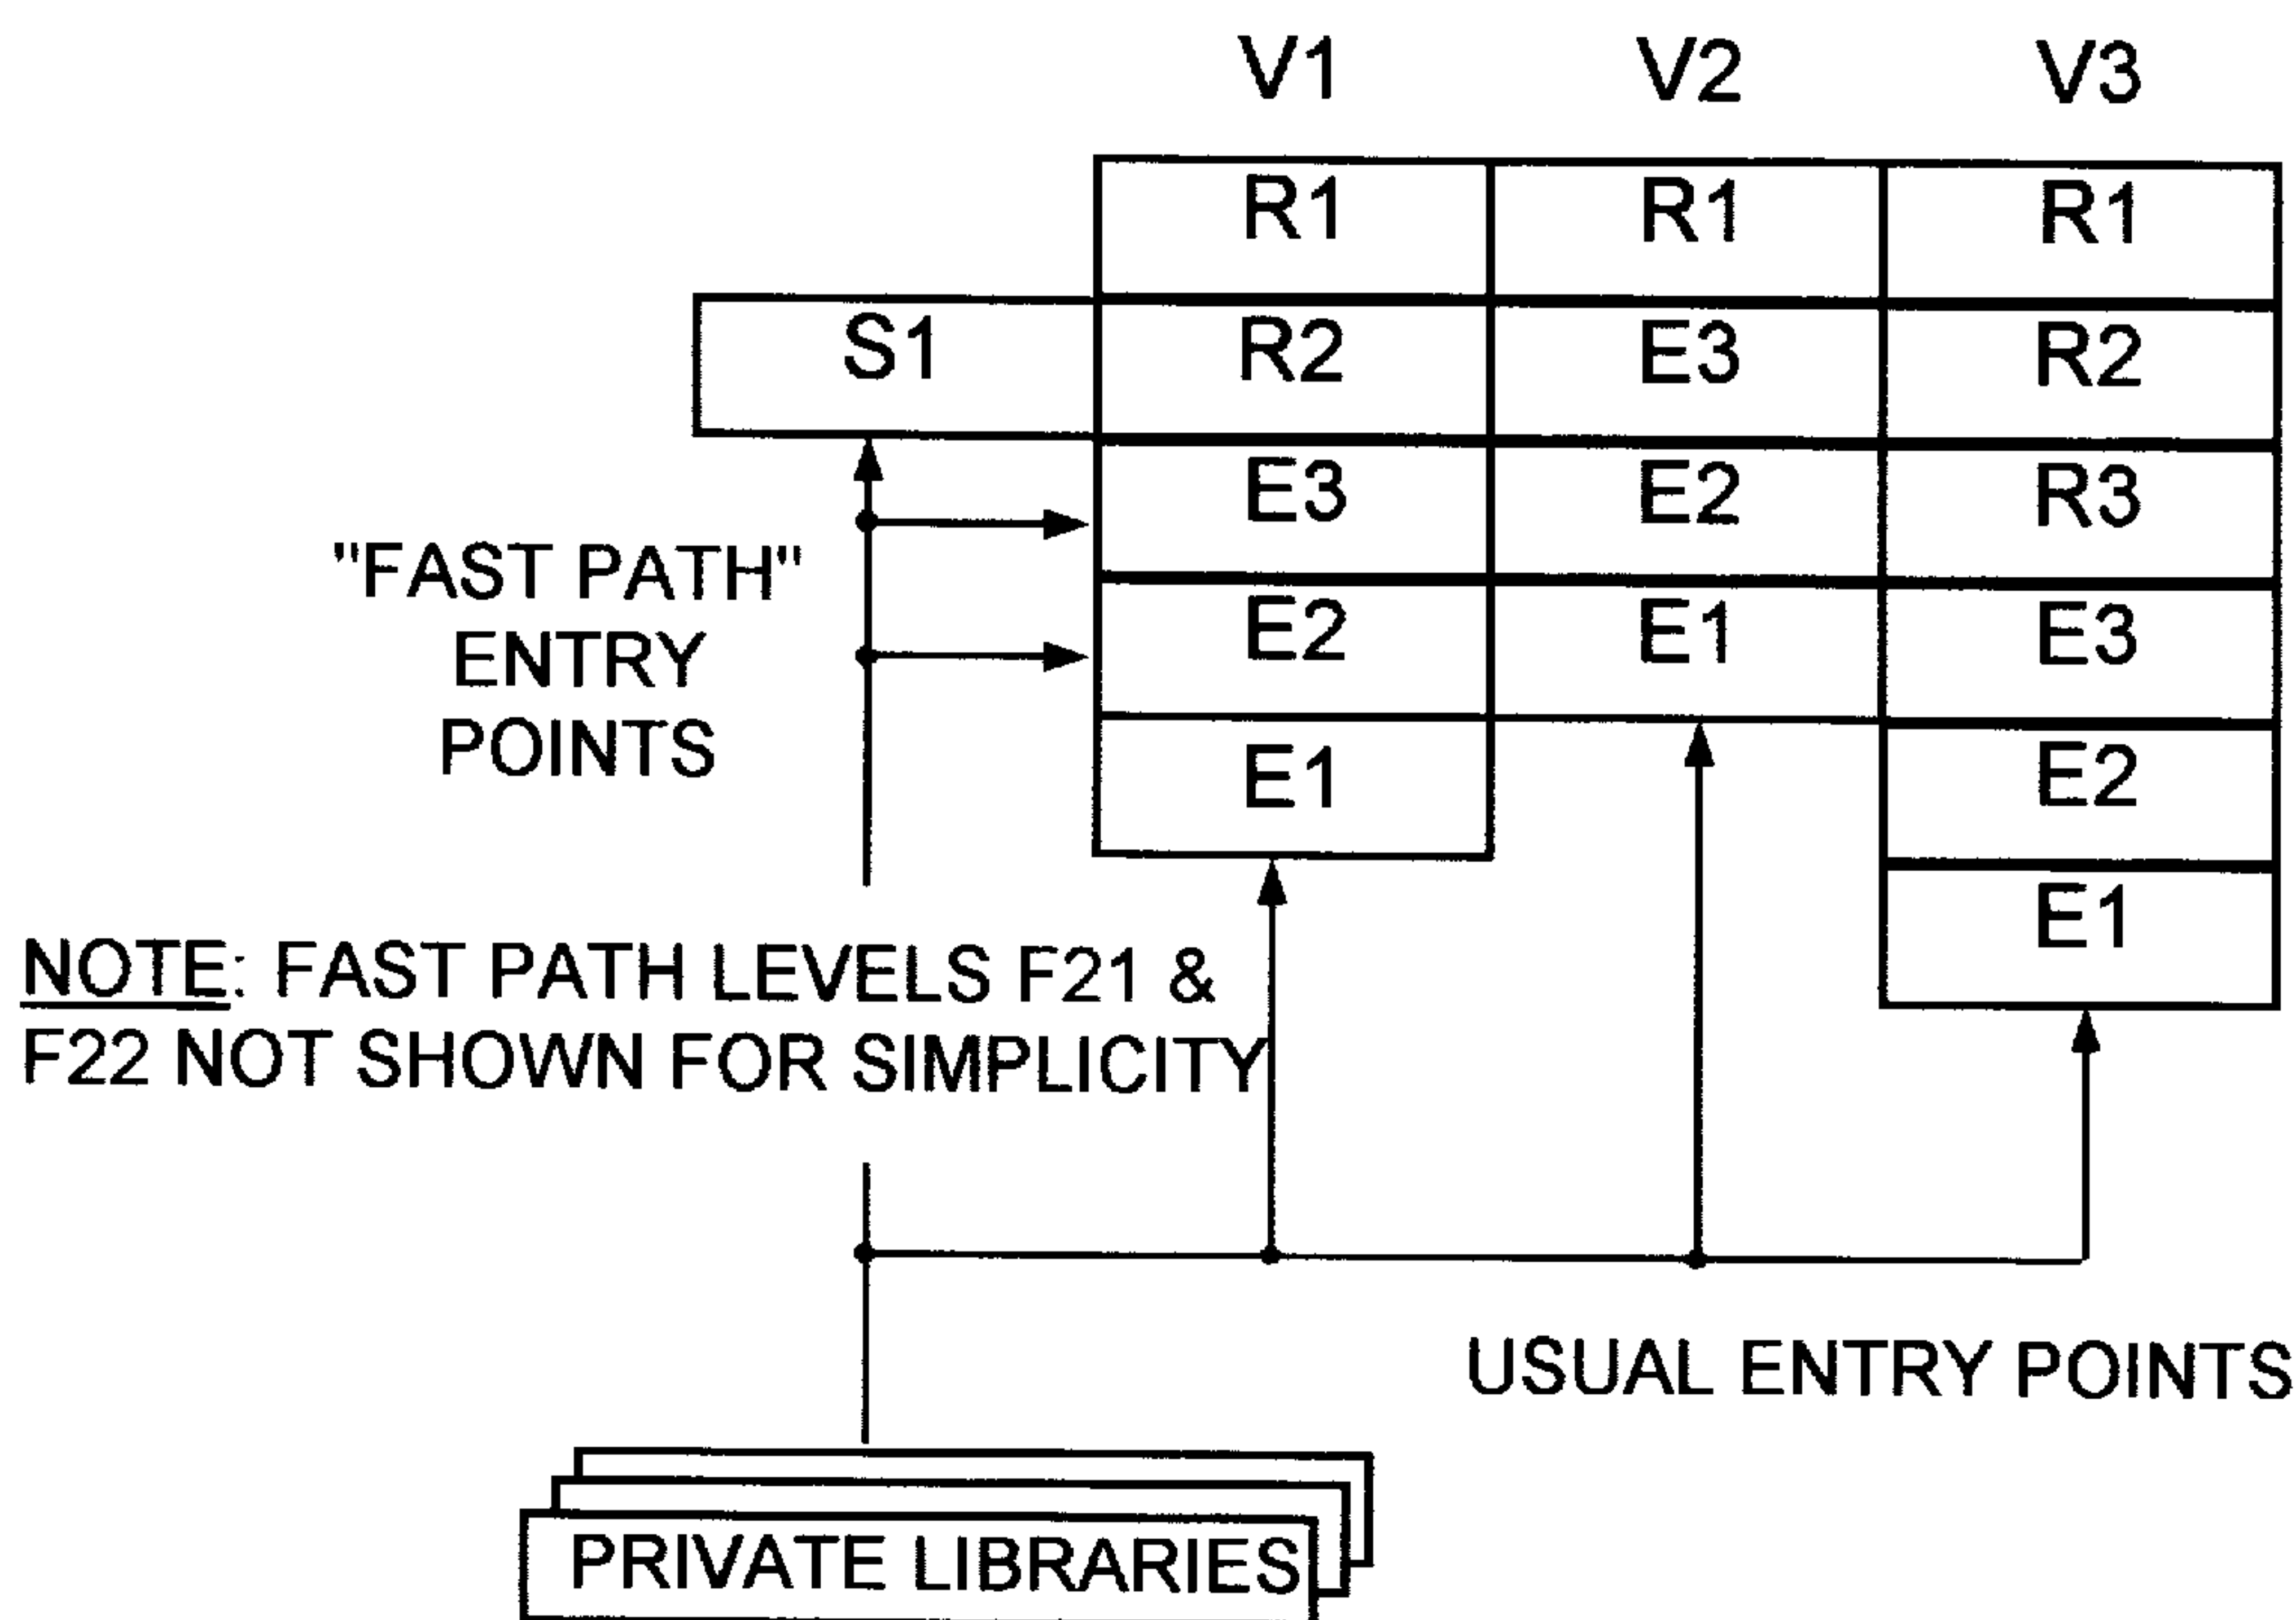 V1 V2 V3
R1 R1 R1
S1 R2 E3 R2
E3 E2 R3
"FAST PATH"
ENTRY
POINTS
E2 E1 E3
E1 E2
E1
NOTE: FAST PATH LEVELS F21 &
F22 NOT SHOWN FOR SIMPLICITY
USUAL ENTRY POINTS
PRIVATE LIBRARIES